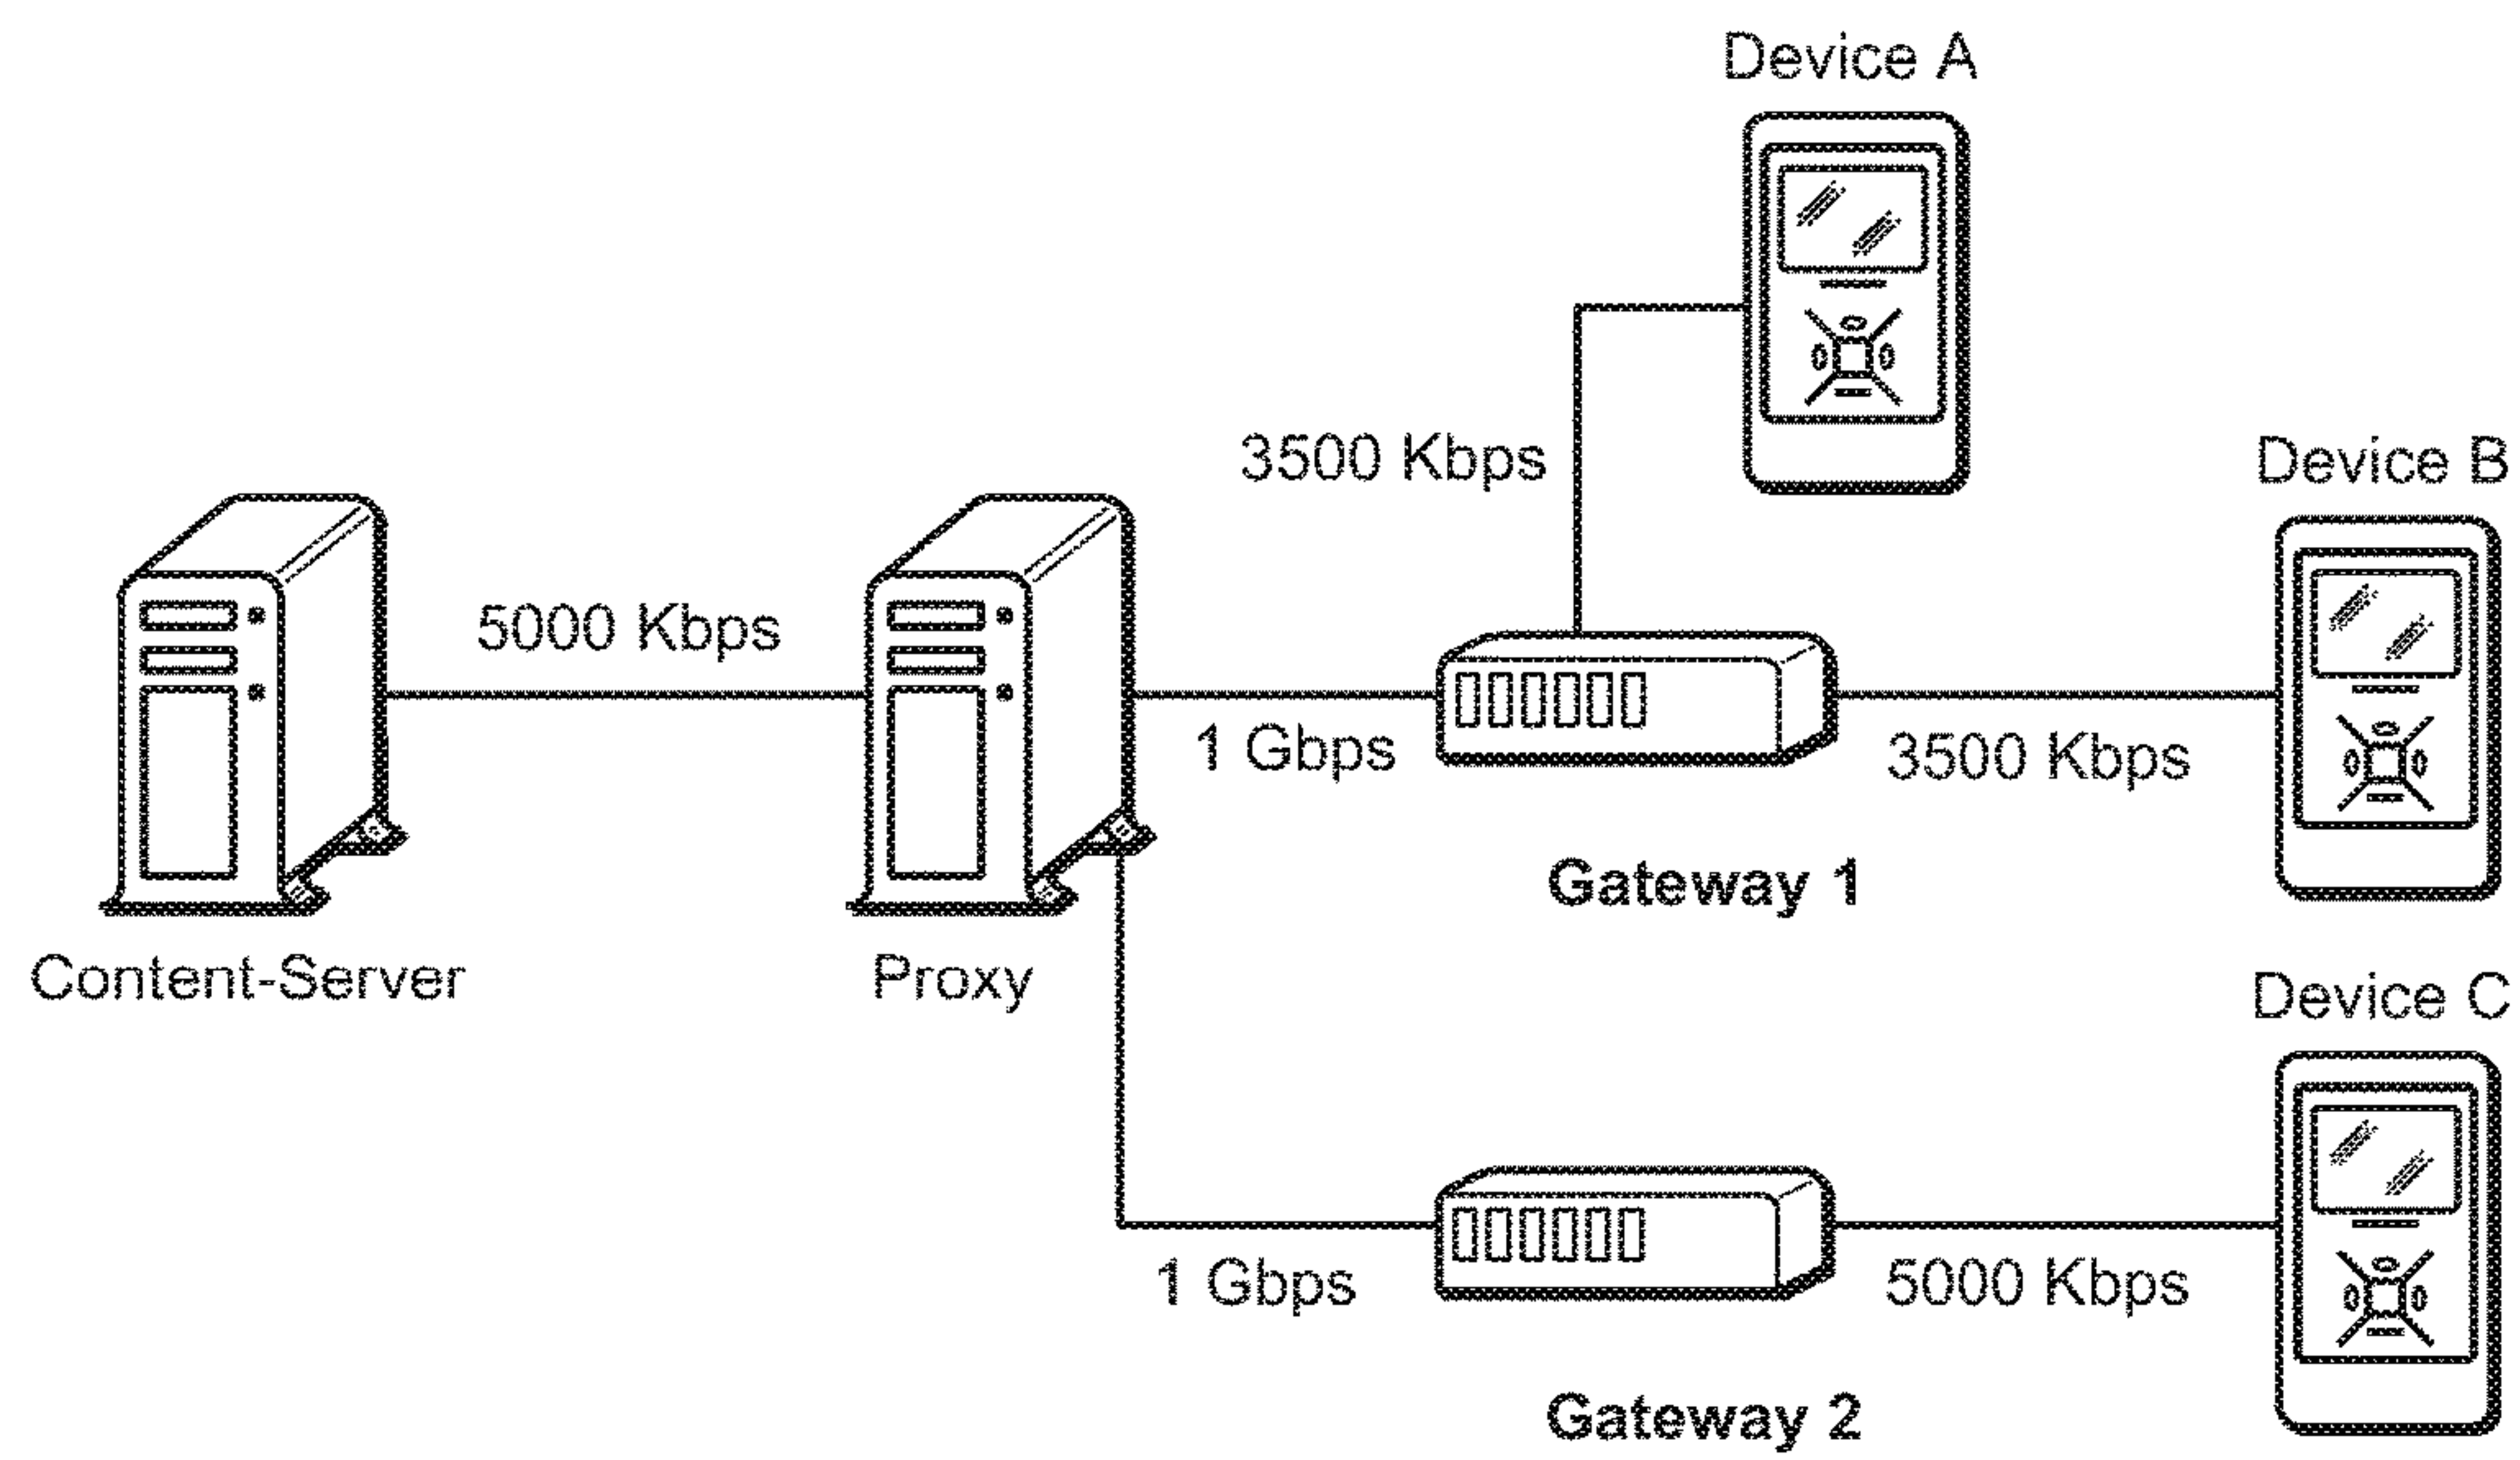 Device A
3500 Kbps
Device B
5000 Kbps
1 Gbps
3500 Kbps
Gateway 1
Content-Server
Proxy
Device C
1 Gbps
5000 Kbps
Gateway 2